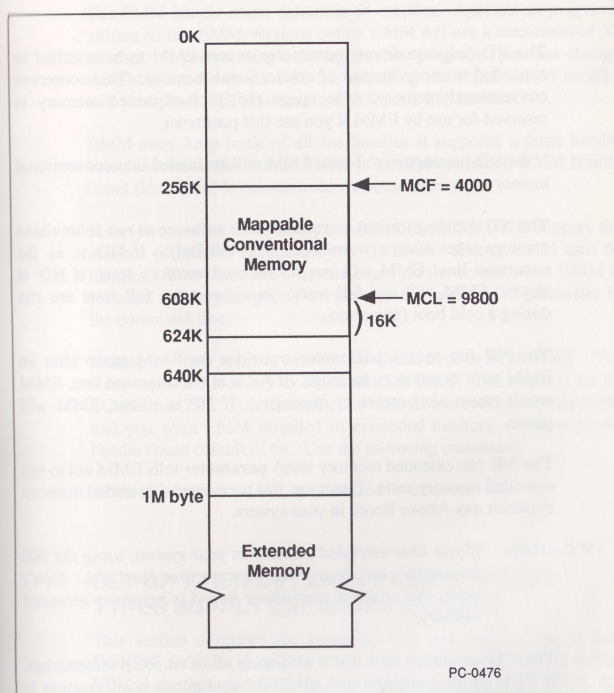 0K
256K
MCF = 4000
Mappable
Conventional
Memory
608K
MCL = 9800
16K
624K
640K
1M byte
Extended
Memory
PC-0476